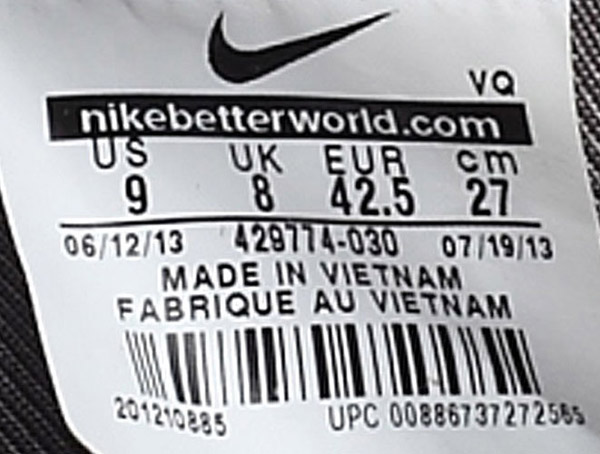 VQ
nikebetterworld.com
US UK EUR cm
9 8 42.5 27
06/12/13 429774-030 07/19/13
MADE IN VIETNAM
FABRIQUE AU VIETNAM
201210885 UPC 00886737272565